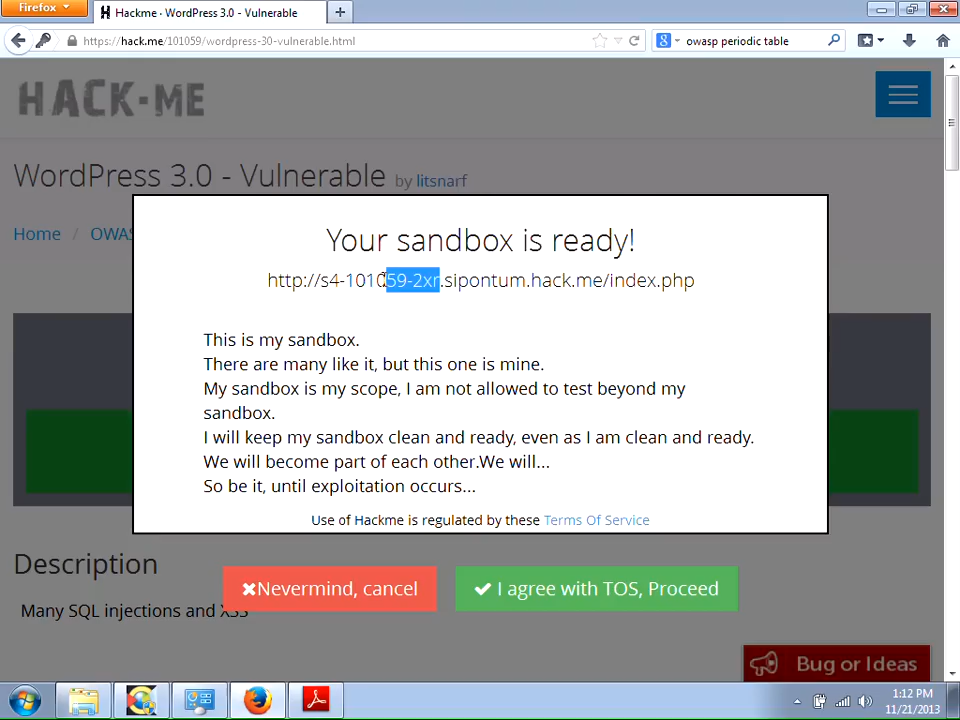 Firefox
Hackme · WordPress 3.0 - Vulnerable
https://hack.me/101059/wordpress-30-vulnerable.html
owasp periodic table
HACK-ME
WordPress 3.0 - Vulnerable by litsnarf
Home / OWAS
Your sandbox is ready!
http://s4-101059-2xr.sipontum.hack.me/index.php
This is my sandbox.
There are many like it, but this one is mine.
My sandbox is my scope, I am not allowed to test beyond my
sandbox.
I will keep my sandbox clean and ready, even as I am clean and ready.
We will become part of each other.We will...
So be it, until exploitation occurs...
Use of Hackme is regulated by these Terms Of Service
Description
Nevermind, cancel
I agree with TOS, Proceed
Many SQL injections and XSS
Bug or Ideas
1:12 PM
11/21/2013